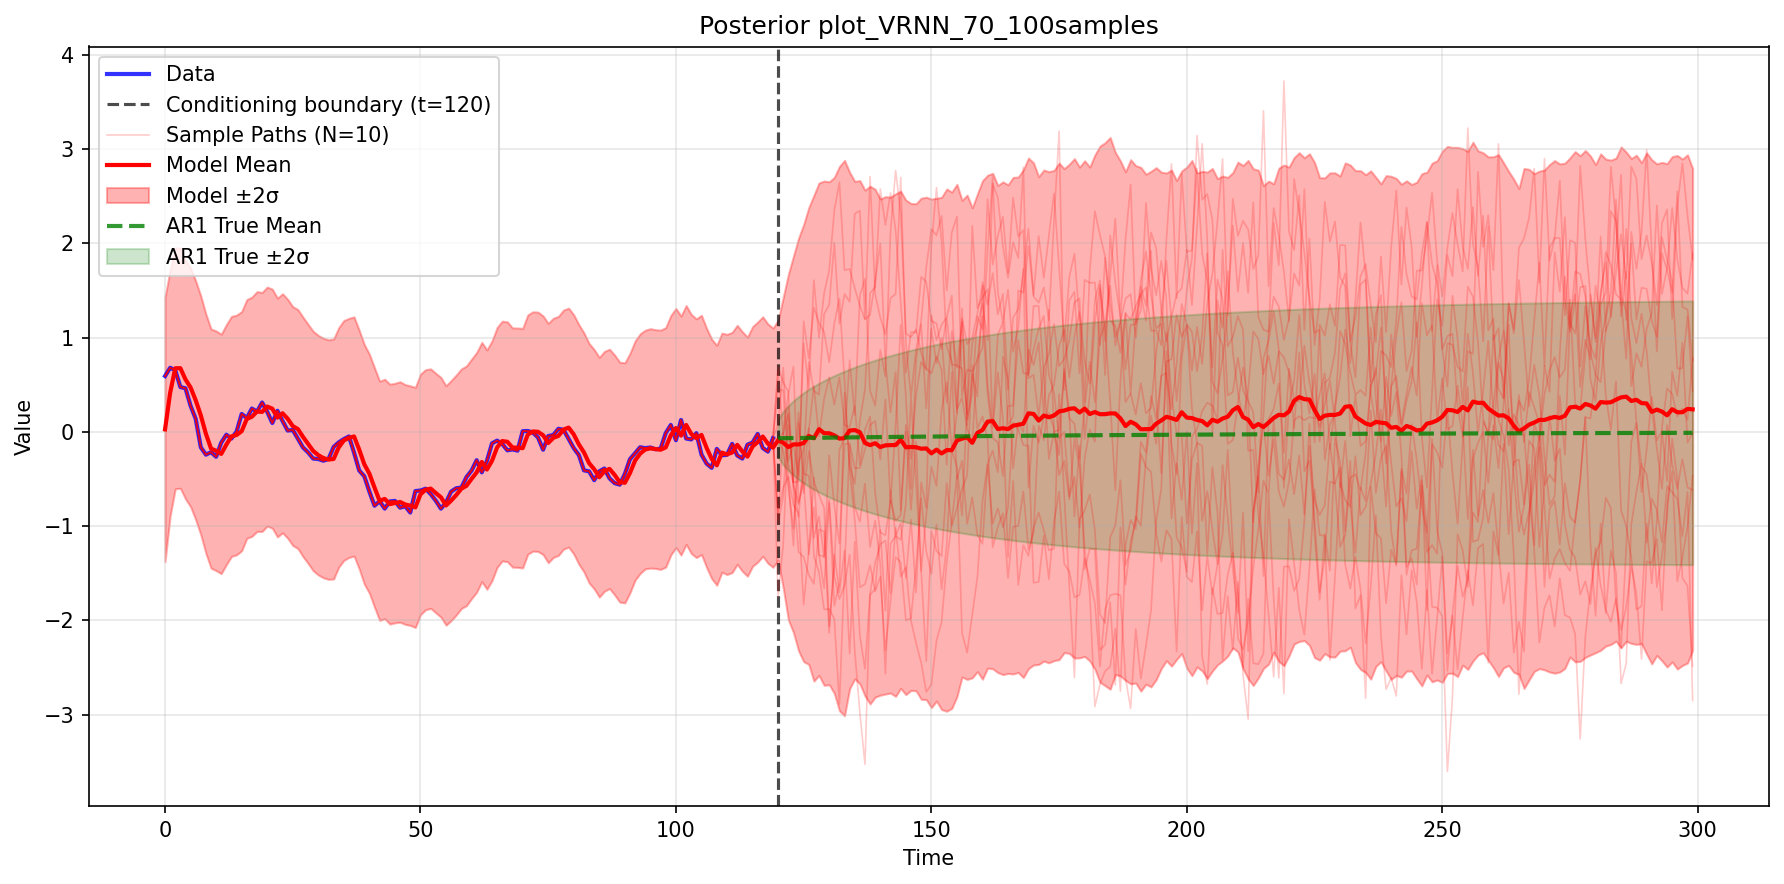 Posterior plot_VRNN_70_100samples
Data
Conditioning boundary (t=120)
Sample Paths (N=10)
Model Mean
Model ±2σ
AR1 True Mean
AR1 True ±2σ
4
3
2
1
0
−1
−2
−3
Value
0 50 100 150 200 250 300
Time